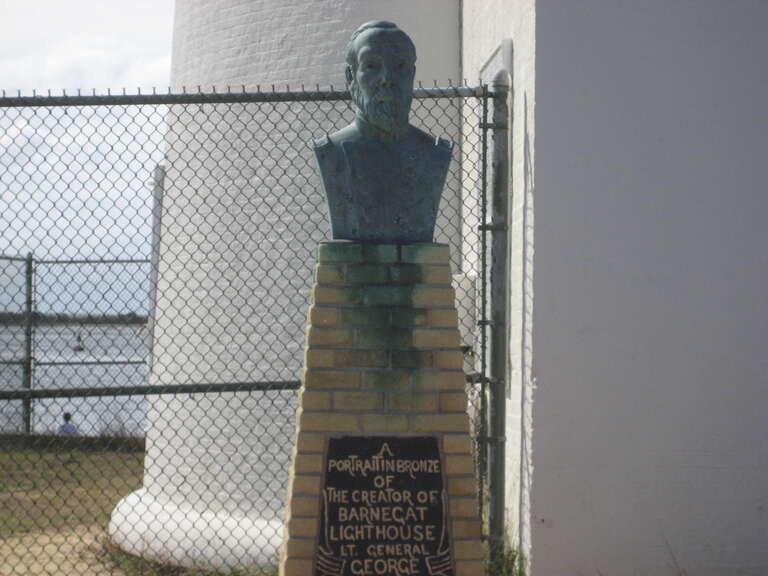 A
PORTRAIT IN BRONZE
OF
THE CREATOR OF
BARNEGAT
LIGHTHOUSE
LT. GENERAL
GEORGE